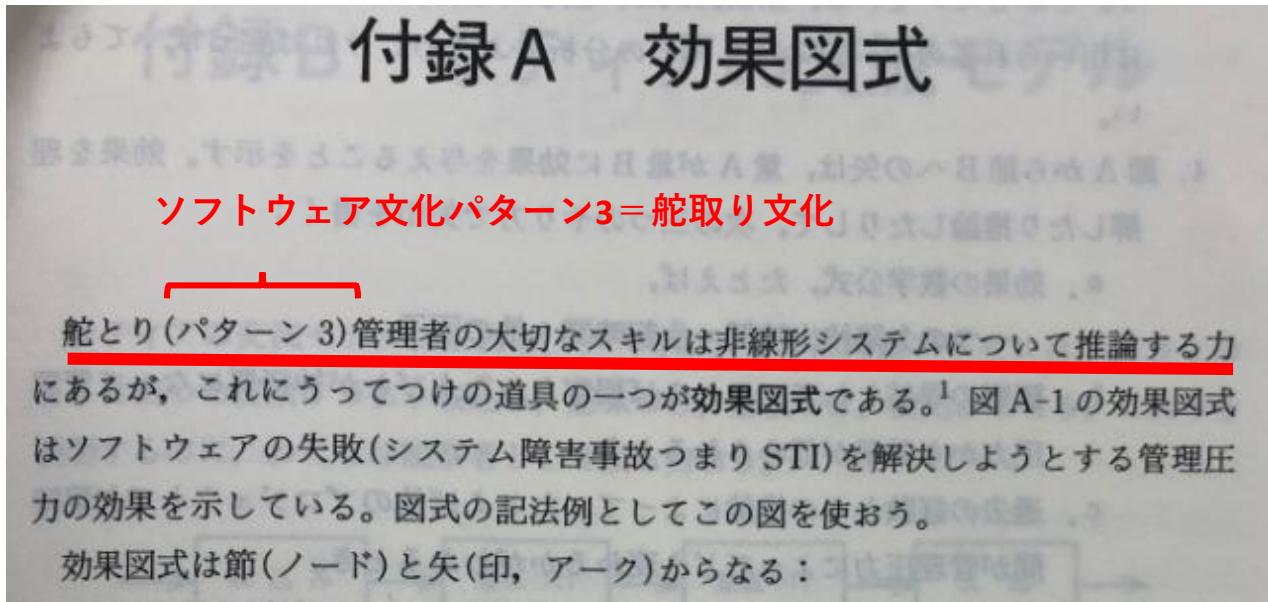 付録A 効果図式
ソフトウェア文化パターン3＝舵取り文化
舵とり(パターン 3)管理者の大切なスキルは非線形システムについて推論する力
にあるが，これにうってつけの道具の一つが効果図式である。1 図 A-1 の効果図式
はソフトウェアの失敗(システム障害事故つまり STI)を解決しようとする管理圧
力の効果を示している。図式の記法例としてこの図を使おう。
効果図式は節(ノード)と矢(印，アーク)からなる：